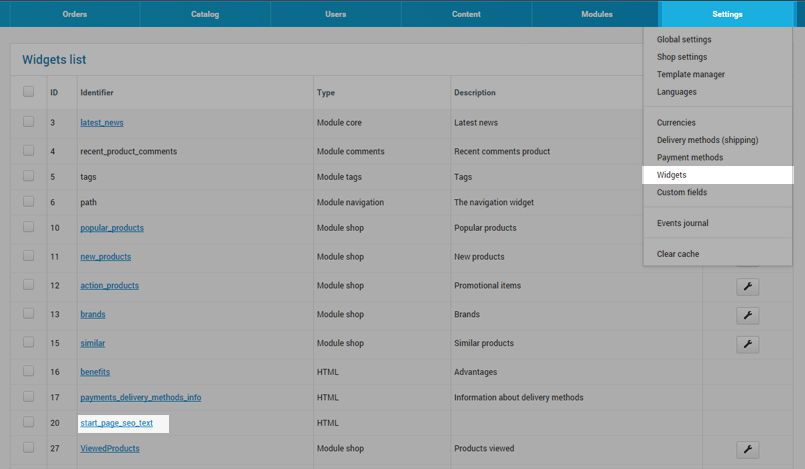 Orders Catalog Users Content Modules Settings
Widgets list
Global settings
Shop settings
Template manager
Languages
Currencies
Delivery methods (shipping)
Payment methods
Widgets
Custom fields
Events journal
Clear cache
ID Identifier Type Description
3 latest_news Module core Latest news
4 recent_product_comments Module comments Recent comments product
5 tags Module tags Tags
6 path Module navigation The navigation widget
10 popular_products Module shop Popular products
11 new_products Module shop New products
12 action_products Module shop Promotional items
13 brands Module shop Brands
15 similar Module shop Similar products
16 benefits HTML Advantages
17 payments_delivery_methods_info HTML Information about delivery methods
20 start_page_seo_text HTML
27 ViewedProducts Module shop Products viewed